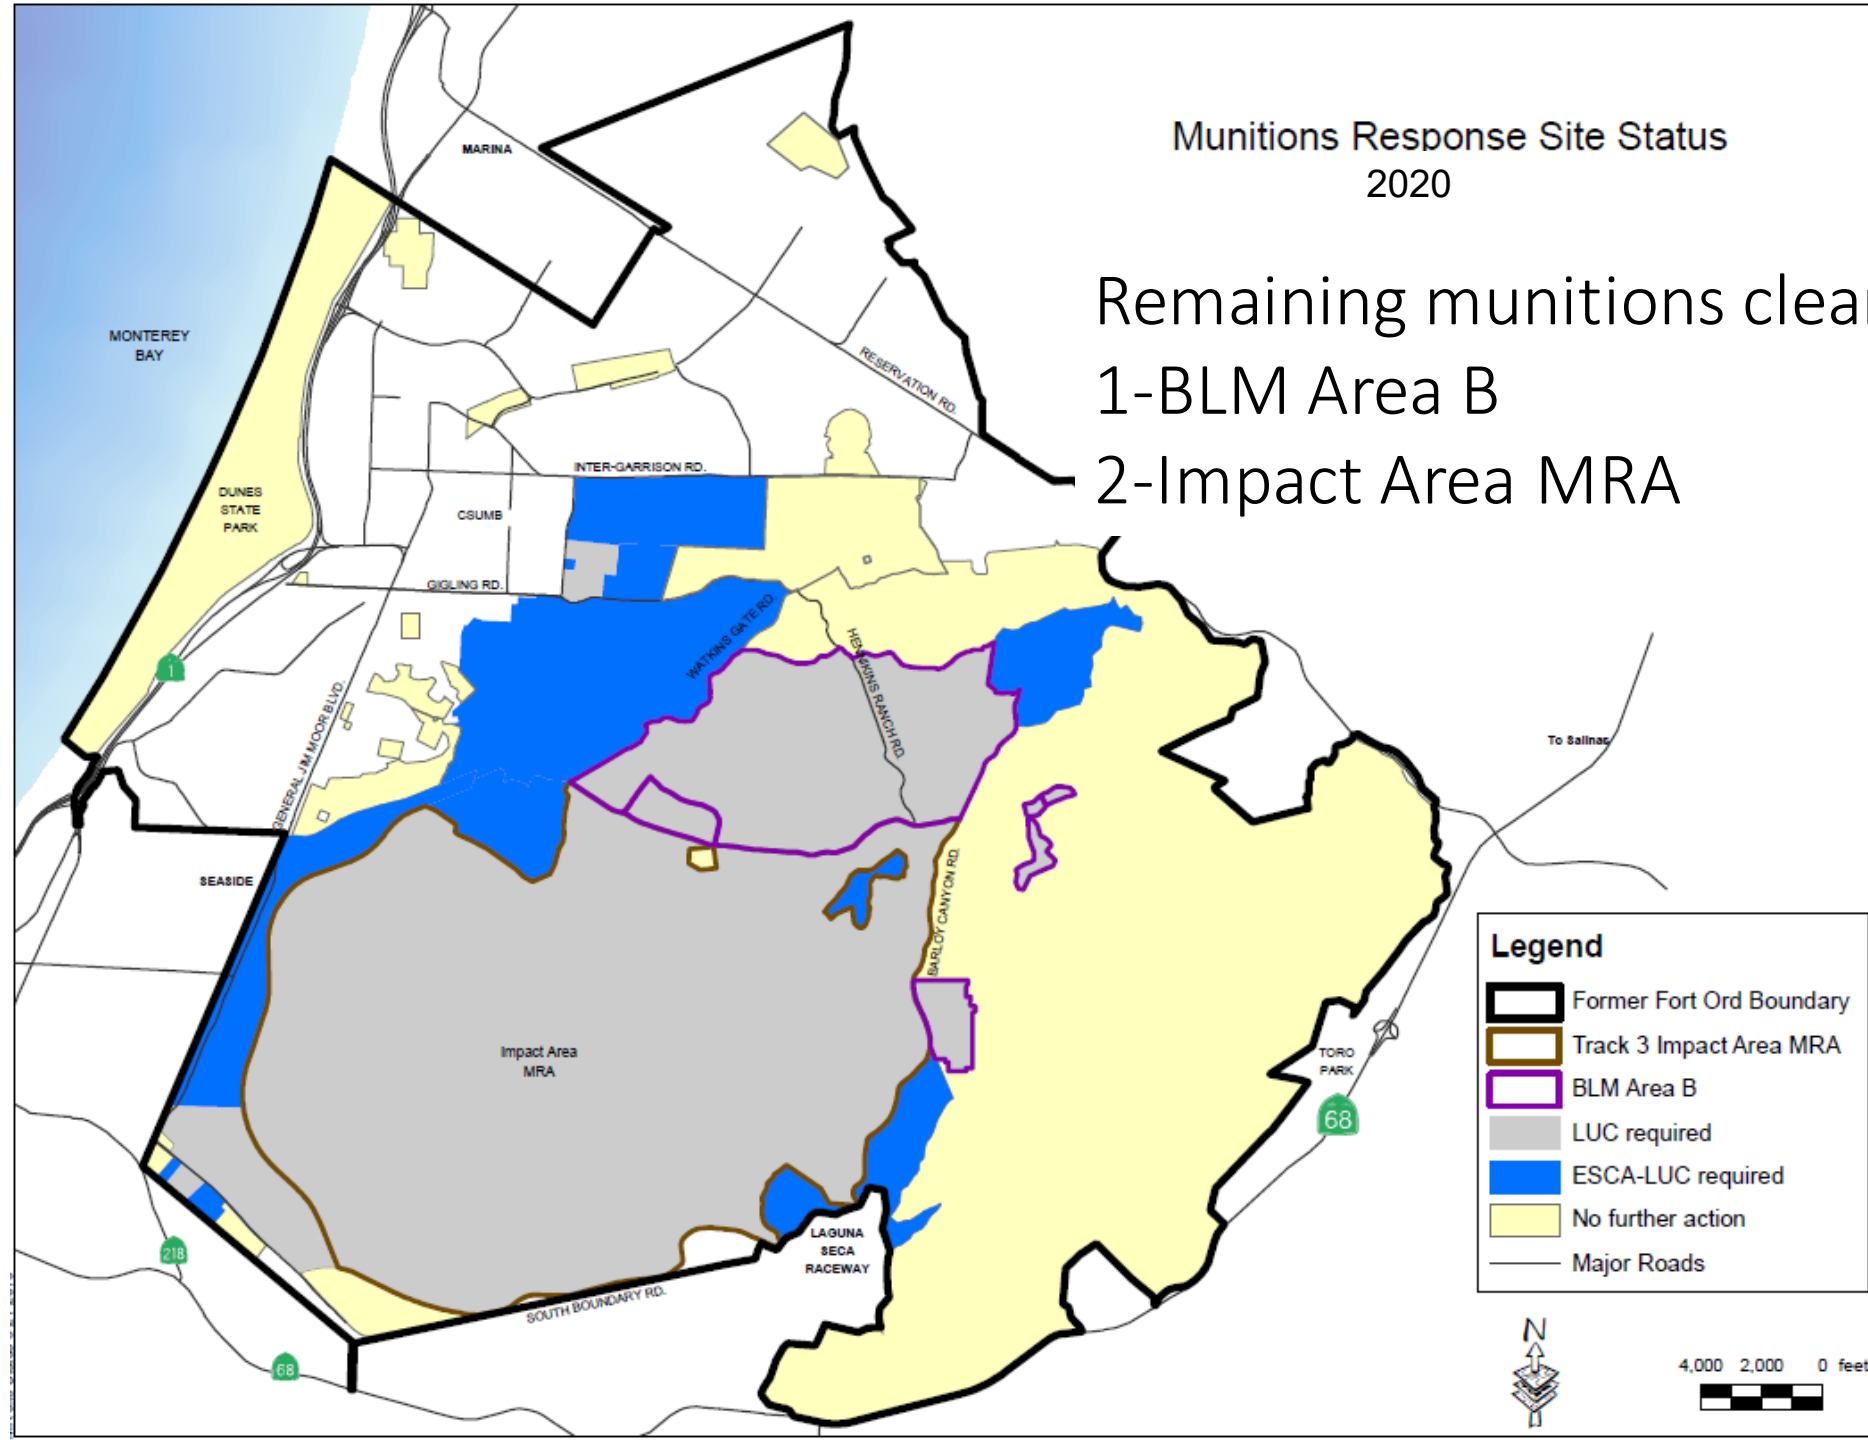 Munitions Response Site Status
2020
Remaining munitions clear
1-BLM Area B
2-Impact Area MRA
MARINA
MONTEREY
BAY
RESERVATION RD.
INTER-GARRISON RD.
DUNES
STATE
PARK
CSUMB
GIGLING RD.
WATKINS GATE RD.
HENNIKINS RANCH RD.
1
GENERAL JIM MOOR BLVD.
To Salinas
SEASIDE
BARLOY CANYON RD.
Impact Area
MRA
TORO
PARK
68
LAGUNA
SECA
RACEWAY
218
SOUTH BOUNDARY RD.
68
Legend
Former Fort Ord Boundary
Track 3 Impact Area MRA
BLM Area B
LUC required
ESCA-LUC required
No further action
Major Roads
N
4,000 2,000 0 feet